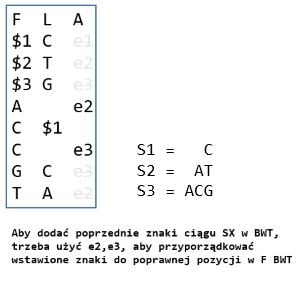 F L A
$1 C e1
$2 T e2
$3 G e3
A e2
C $1
C e3
G C e3
T A e2
S1 = C
S2 = AT
S3 = ACG
Aby dodać poprzednie znaki ciągu SX w BWT,
trzeba użyć e2,e3, aby przyporządkować
wstawione znaki do poprawnej pozycji w F BWT